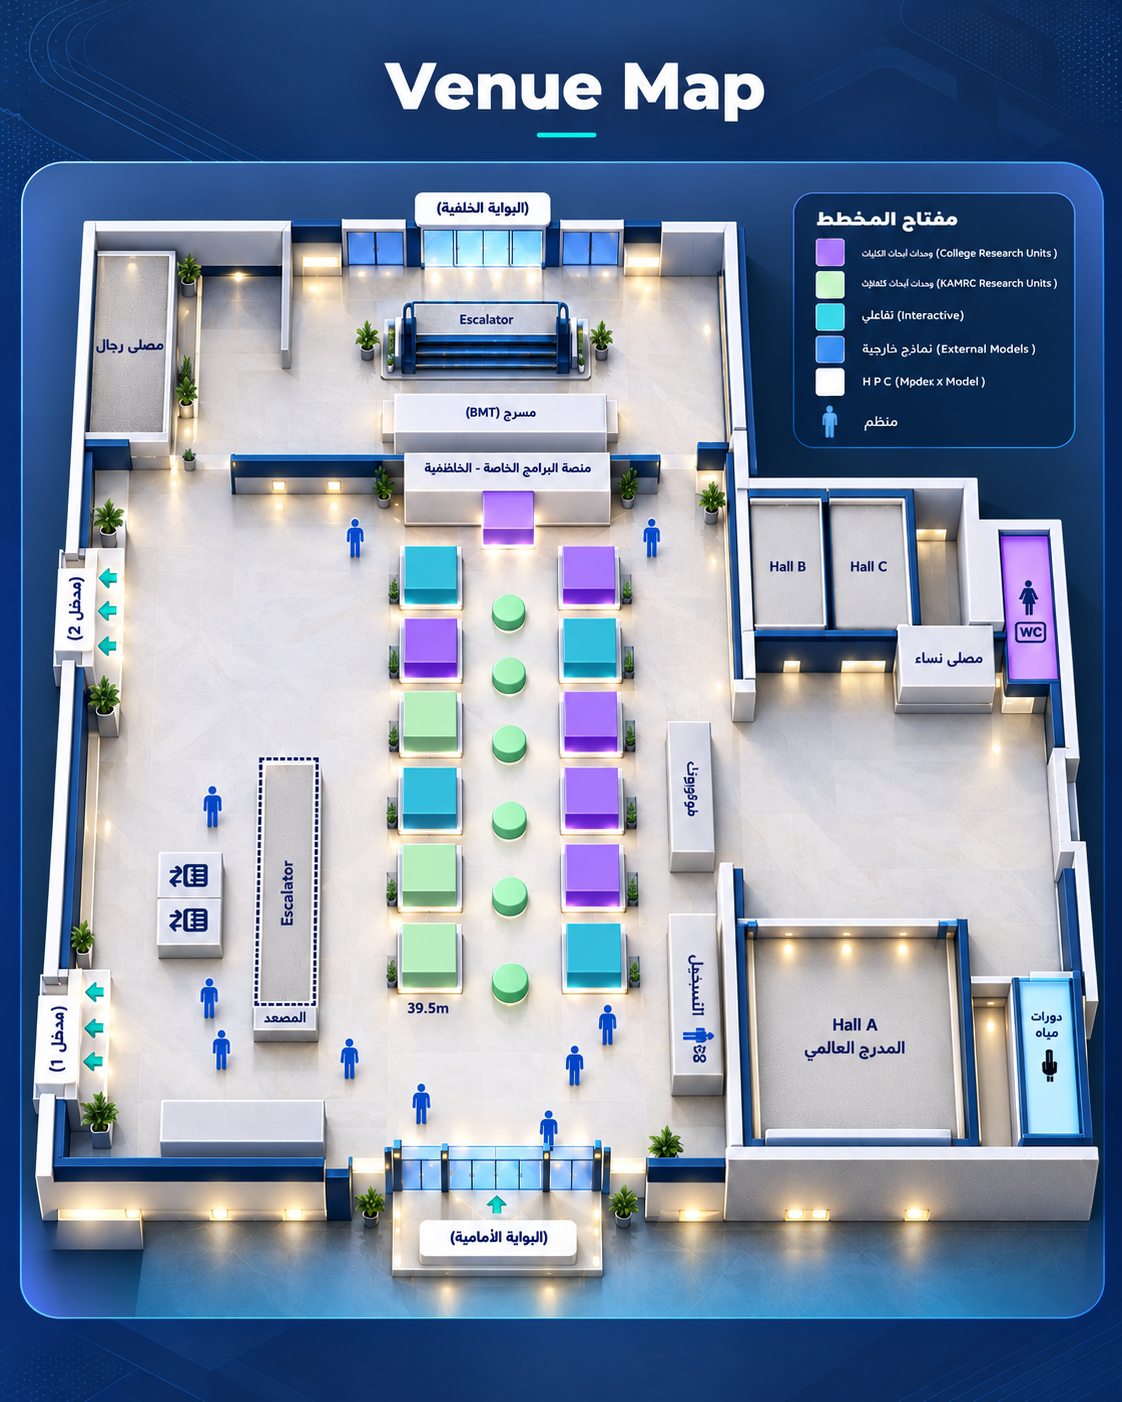 Venue Map
(البوابة الخلفية)
مفتاح المخطط
وحدات أبحاث الكليات (College Research Units )
وحدات أبحاث (KAMRC Research Units )
تفاعلي (Interactive)
نماذج خارجية (External Models )
H P C (Mpdex x Model )
منظم
Escalator
مصلى رجال
مسرح (BMT)
منصة البرامج الخاصة -
Hall B
Hall C
WC
مصلى نساء
(مدخل 2)
Escalator
المصعد
39.5m
التسجيل
Hall A
المدرج العالمي
دورات
مياه
(مدخل 1)
(البوابة الأمامية)